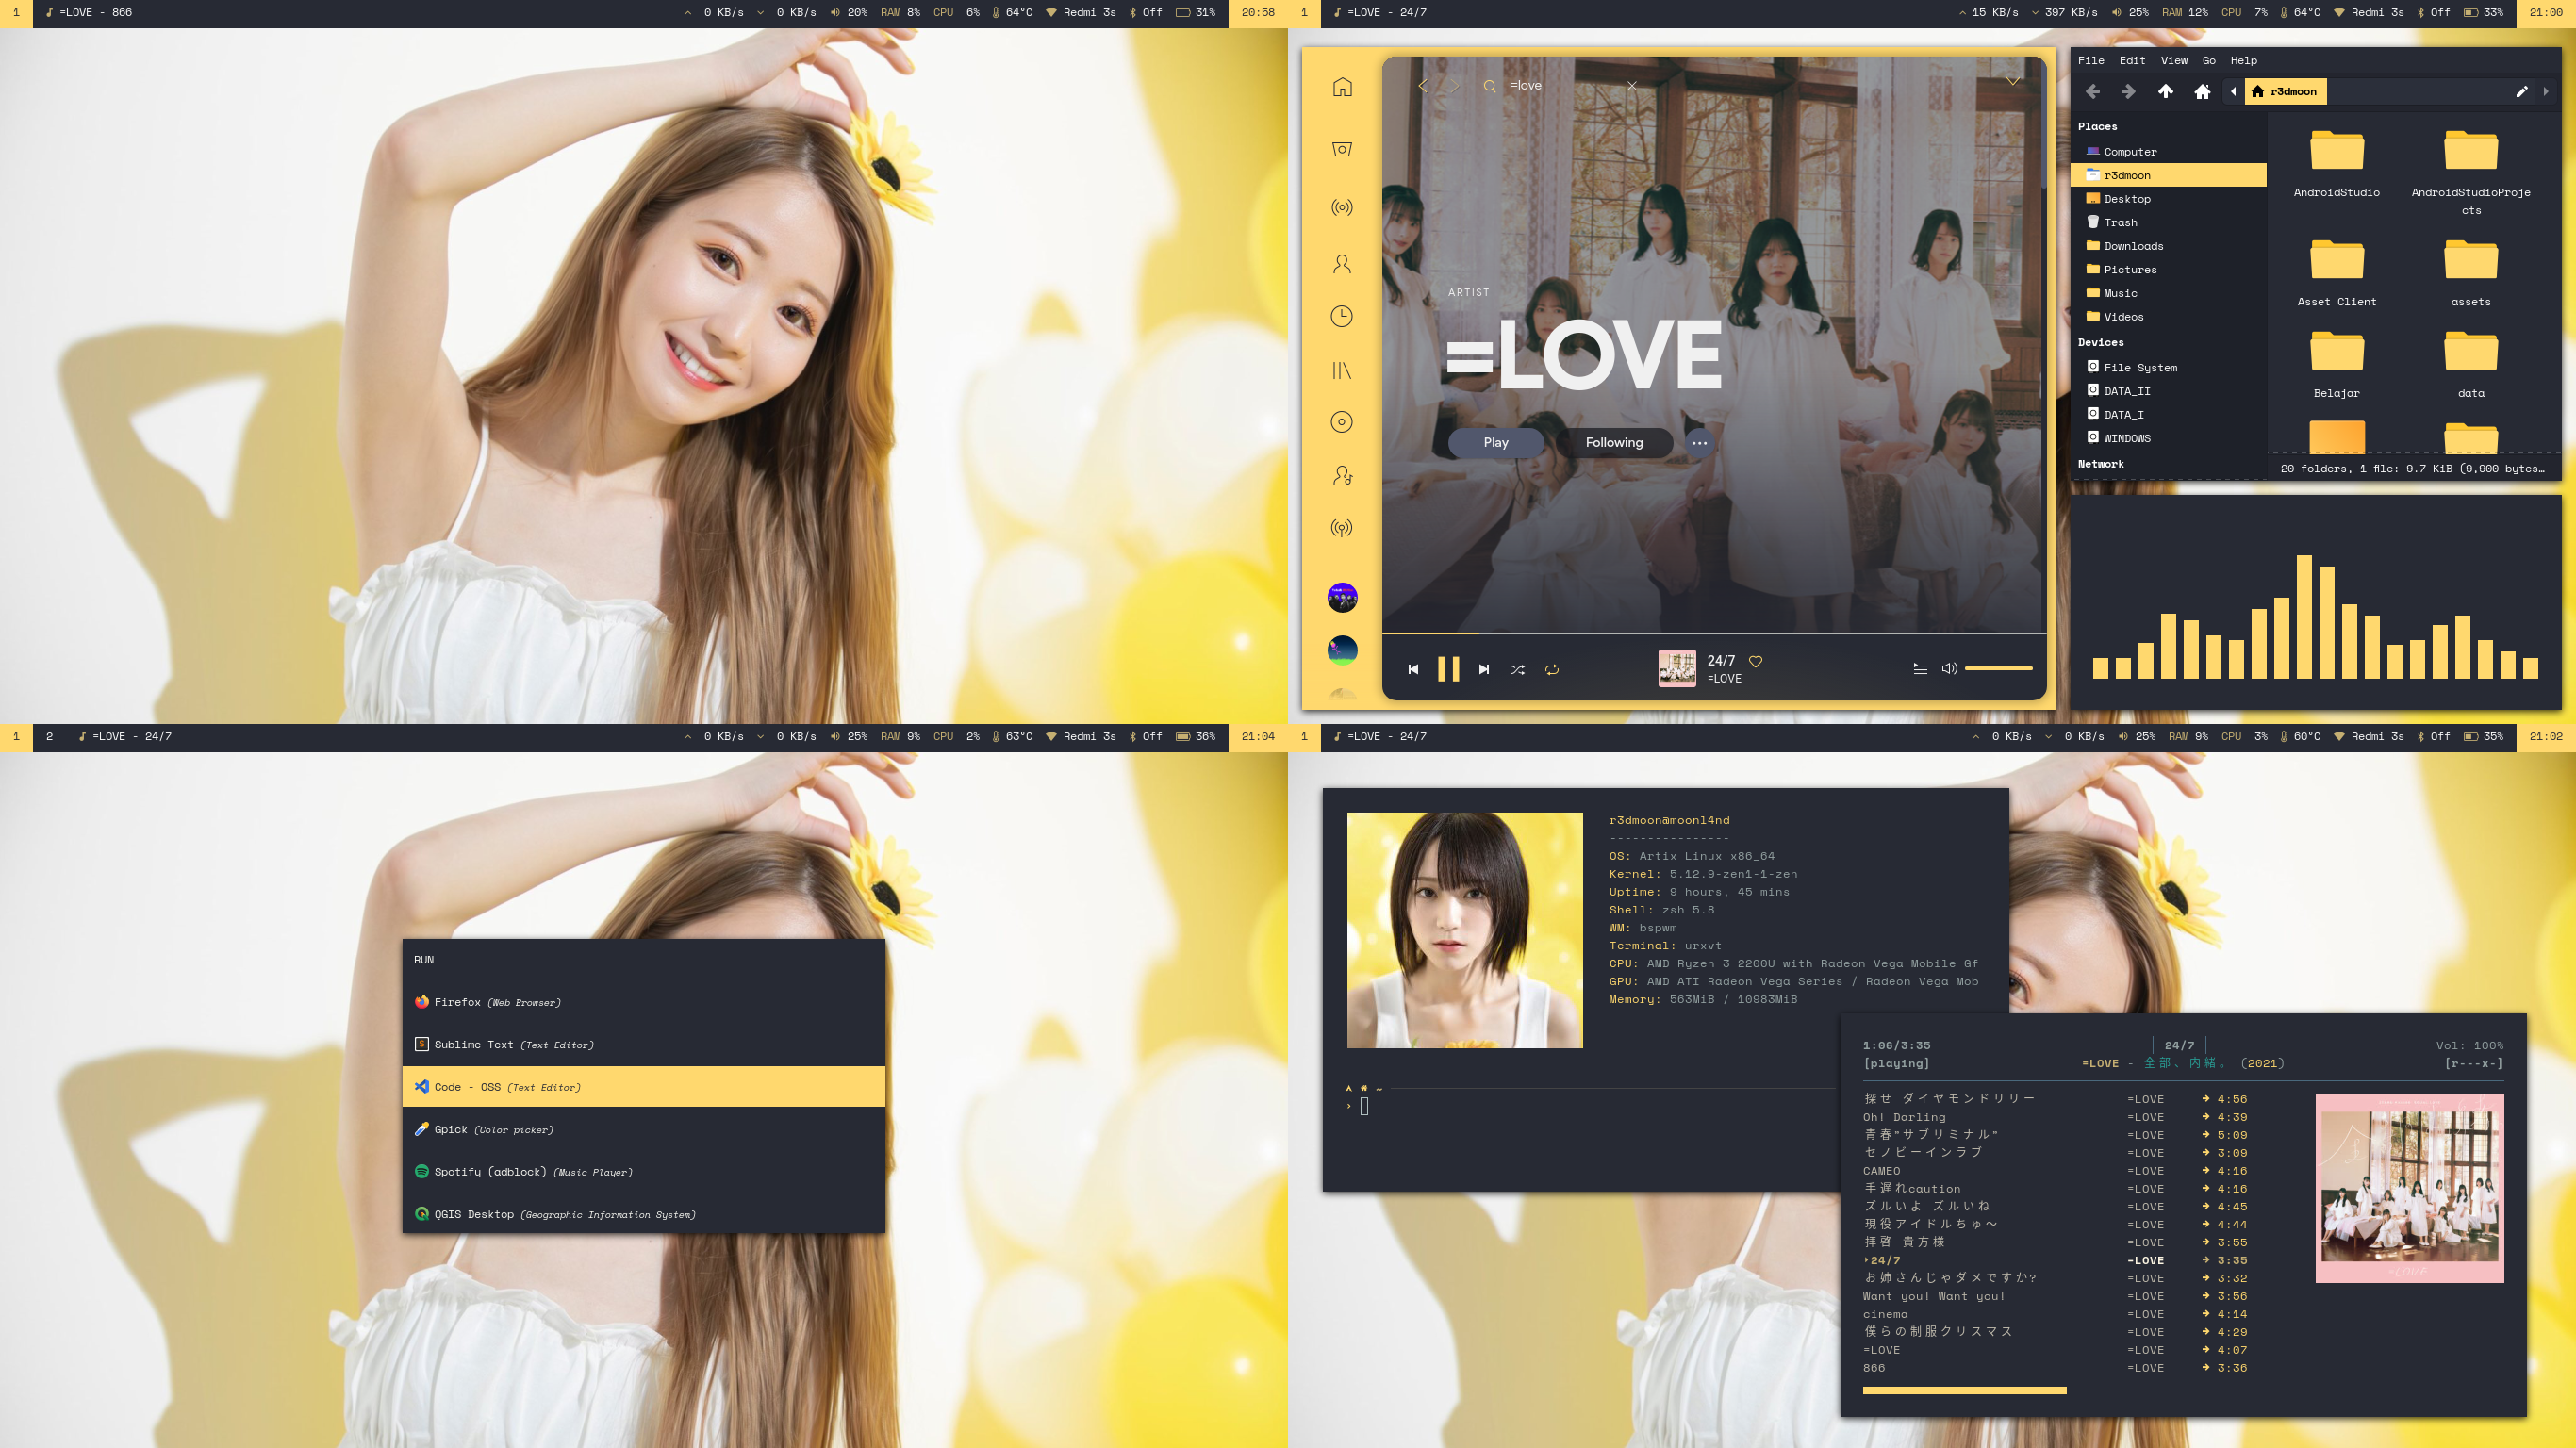 1 =LOVE - 866 0 KB/s 0 KB/s 20% RAM 8% CPU 6% 64°C Redmi 3s Off 31% 20:58
1 =LOVE - 24/7 15 KB/s 397 KB/s 25% RAM 12% CPU 7% 64°C Redmi 3s Off 33% 21:00
=love
ARTIST
=LOVE
Play Following
24/7
=LOVE
File Edit View Go Help
r3dmoon
Places
Computer
r3dmoon
Desktop
Trash
Downloads
Pictures
Music
Videos
Devices
File System
DATA_II
DATA_I
WINDOWS
Network
AndroidStudio AndroidStudioProje
cts
Asset Client assets
Belajar data
20 folders, 1 file: 9.7 KiB (9,900 bytes…
1 2 =LOVE - 24/7 0 KB/s 0 KB/s 25% RAM 9% CPU 2% 63°C Redmi 3s Off 36% 21:04
RUN
Firefox (Web Browser)
Sublime Text (Text Editor)
Code - OSS (Text Editor)
Gpick (Color picker)
Spotify (adblock) (Music Player)
QGIS Desktop (Geographic Information System)
1 =LOVE - 24/7 0 KB/s 0 KB/s 25% RAM 9% CPU 3% 60°C Redmi 3s Off 35% 21:02
r3dmoon@moonl4nd
----------------
OS: Artix Linux x86_64
Kernel: 5.12.9-zen1-1-zen
Uptime: 9 hours, 45 mins
Shell: zsh 5.8
WM: bspwm
Terminal: urxvt
CPU: AMD Ryzen 3 2200U with Radeon Vega Mobile Gf
GPU: AMD ATI Radeon Vega Series / Radeon Vega Mob
Memory: 563MiB / 10983MiB
~
1:06/3:35 24/7 Vol: 100%
[playing] =LOVE - 全部、内緒。 (2021) [r---x-]
探せ ダイヤモンドリリー =LOVE 4:56
Oh! Darling =LOVE 4:39
青春"サブリミナル" =LOVE 5:09
セノビーインラブ =LOVE 3:09
CAMEO =LOVE 4:16
手遅れcaution =LOVE 4:16
ズルいよ ズルいね =LOVE 4:45
現役アイドルちゅ〜 =LOVE 4:44
拝啓 貴方様 =LOVE 3:55
24/7 =LOVE 3:35
お姉さんじゃダメですか? =LOVE 3:32
Want you! Want you! =LOVE 3:56
cinema =LOVE 4:14
僕らの制服クリスマス =LOVE 4:29
=LOVE =LOVE 4:07
866 =LOVE 3:36
=LOVE